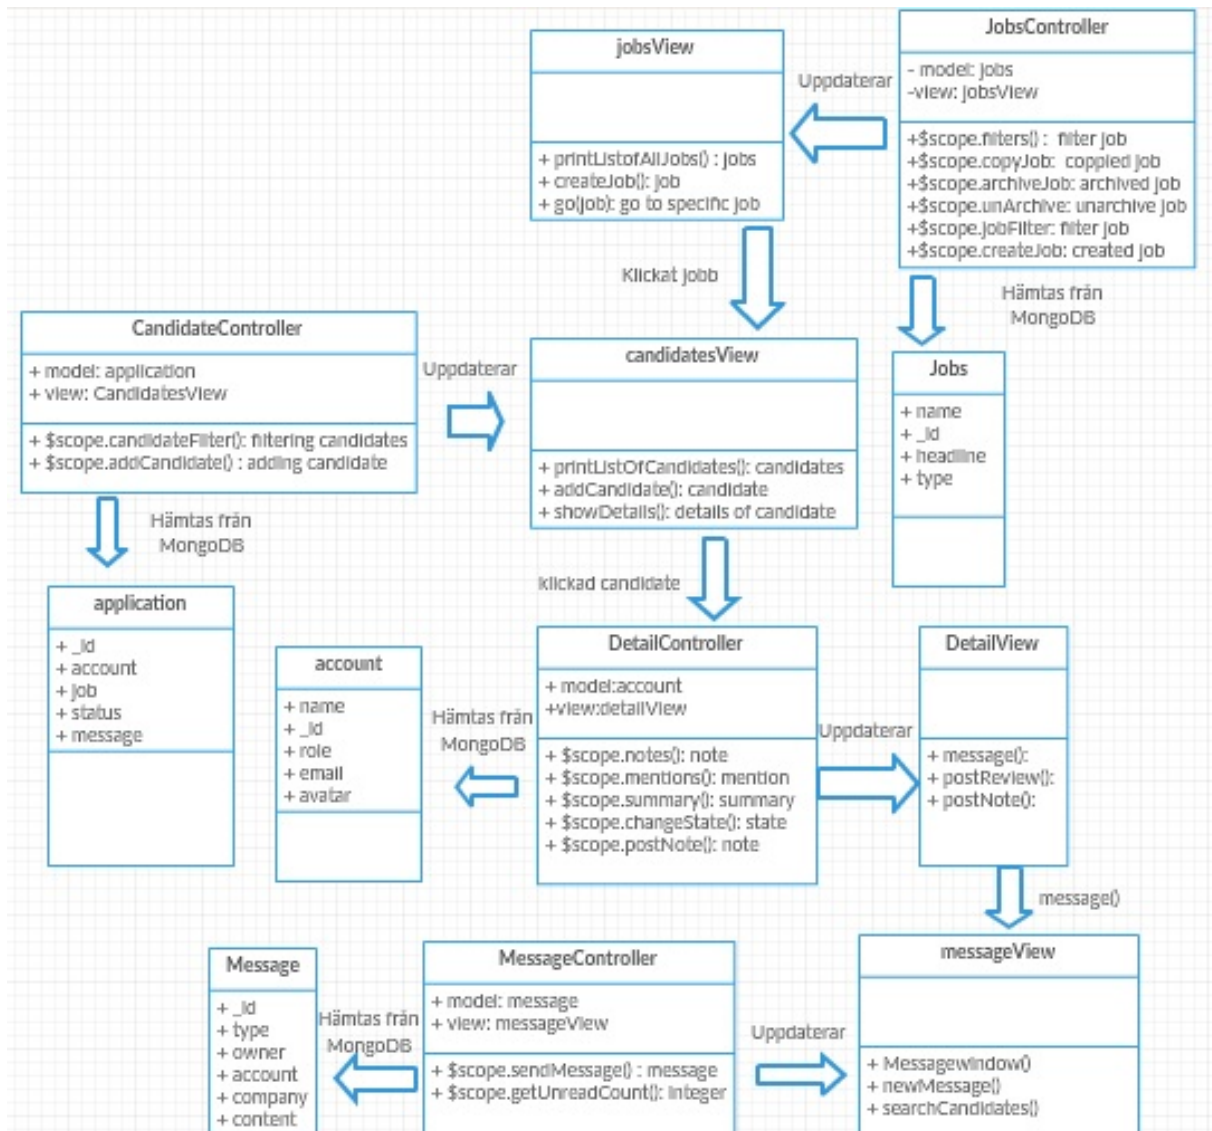 jobsView
+ printListofAllJobs() : jobs
+ createJob(): job
+ go(job): go to specific job
Uppdaterar
JobsController
- model: jobs
-view: jobsView
+$scope.filters() : filter job
+$scope.copyJob: coppied job
+$scope.archiveJob: archived job
+$scope.unArchive: unarchive job
+$scope.jobFilter: filter job
+$scope.createJob: created job
Klickat jobb
Hämtas från
MongoDB
CandidateController
+ model: application
+ view: CandidatesView
+ $scope.candidateFilter(): filtering candidates
+ $scope.addCandidate() : adding candidate
Uppdaterar
candidatesView
+ printListOfCandidates(): candidates
+ addCandidate(): candidate
+ showDetails(): details of candidate
Jobs
+ name
+ _id
+ headline
+ type
Hämtas från
MongoDB
klickad candidate
application
+ _id
+ account
+ job
+ status
+ message
account
+ name
+ _id
+ role
+ email
+ avatar
Hämtas från
MongoDB
DetailController
+ model:account
+view:detailView
+ $scope.notes(): note
+ $scope.mentions(): mention
+ $scope.summary(): summary
+ $scope.changeState(): state
+ $scope.postNote(): note
Uppdaterar
DetailView
+ message():
+ postReview():
+ postNote():
message()
Message
+ _id
+ type
+ owner
+ account
+ company
+ content
Hämtas från
MongoDB
MessageController
+ model: message
+ view: messageView
+ $scope.sendMessage() : message
+ $scope.getUnreadCount(): integer
Uppdaterar
messageView
+ Messagewindow()
+ newMessage()
+ searchCandidates()